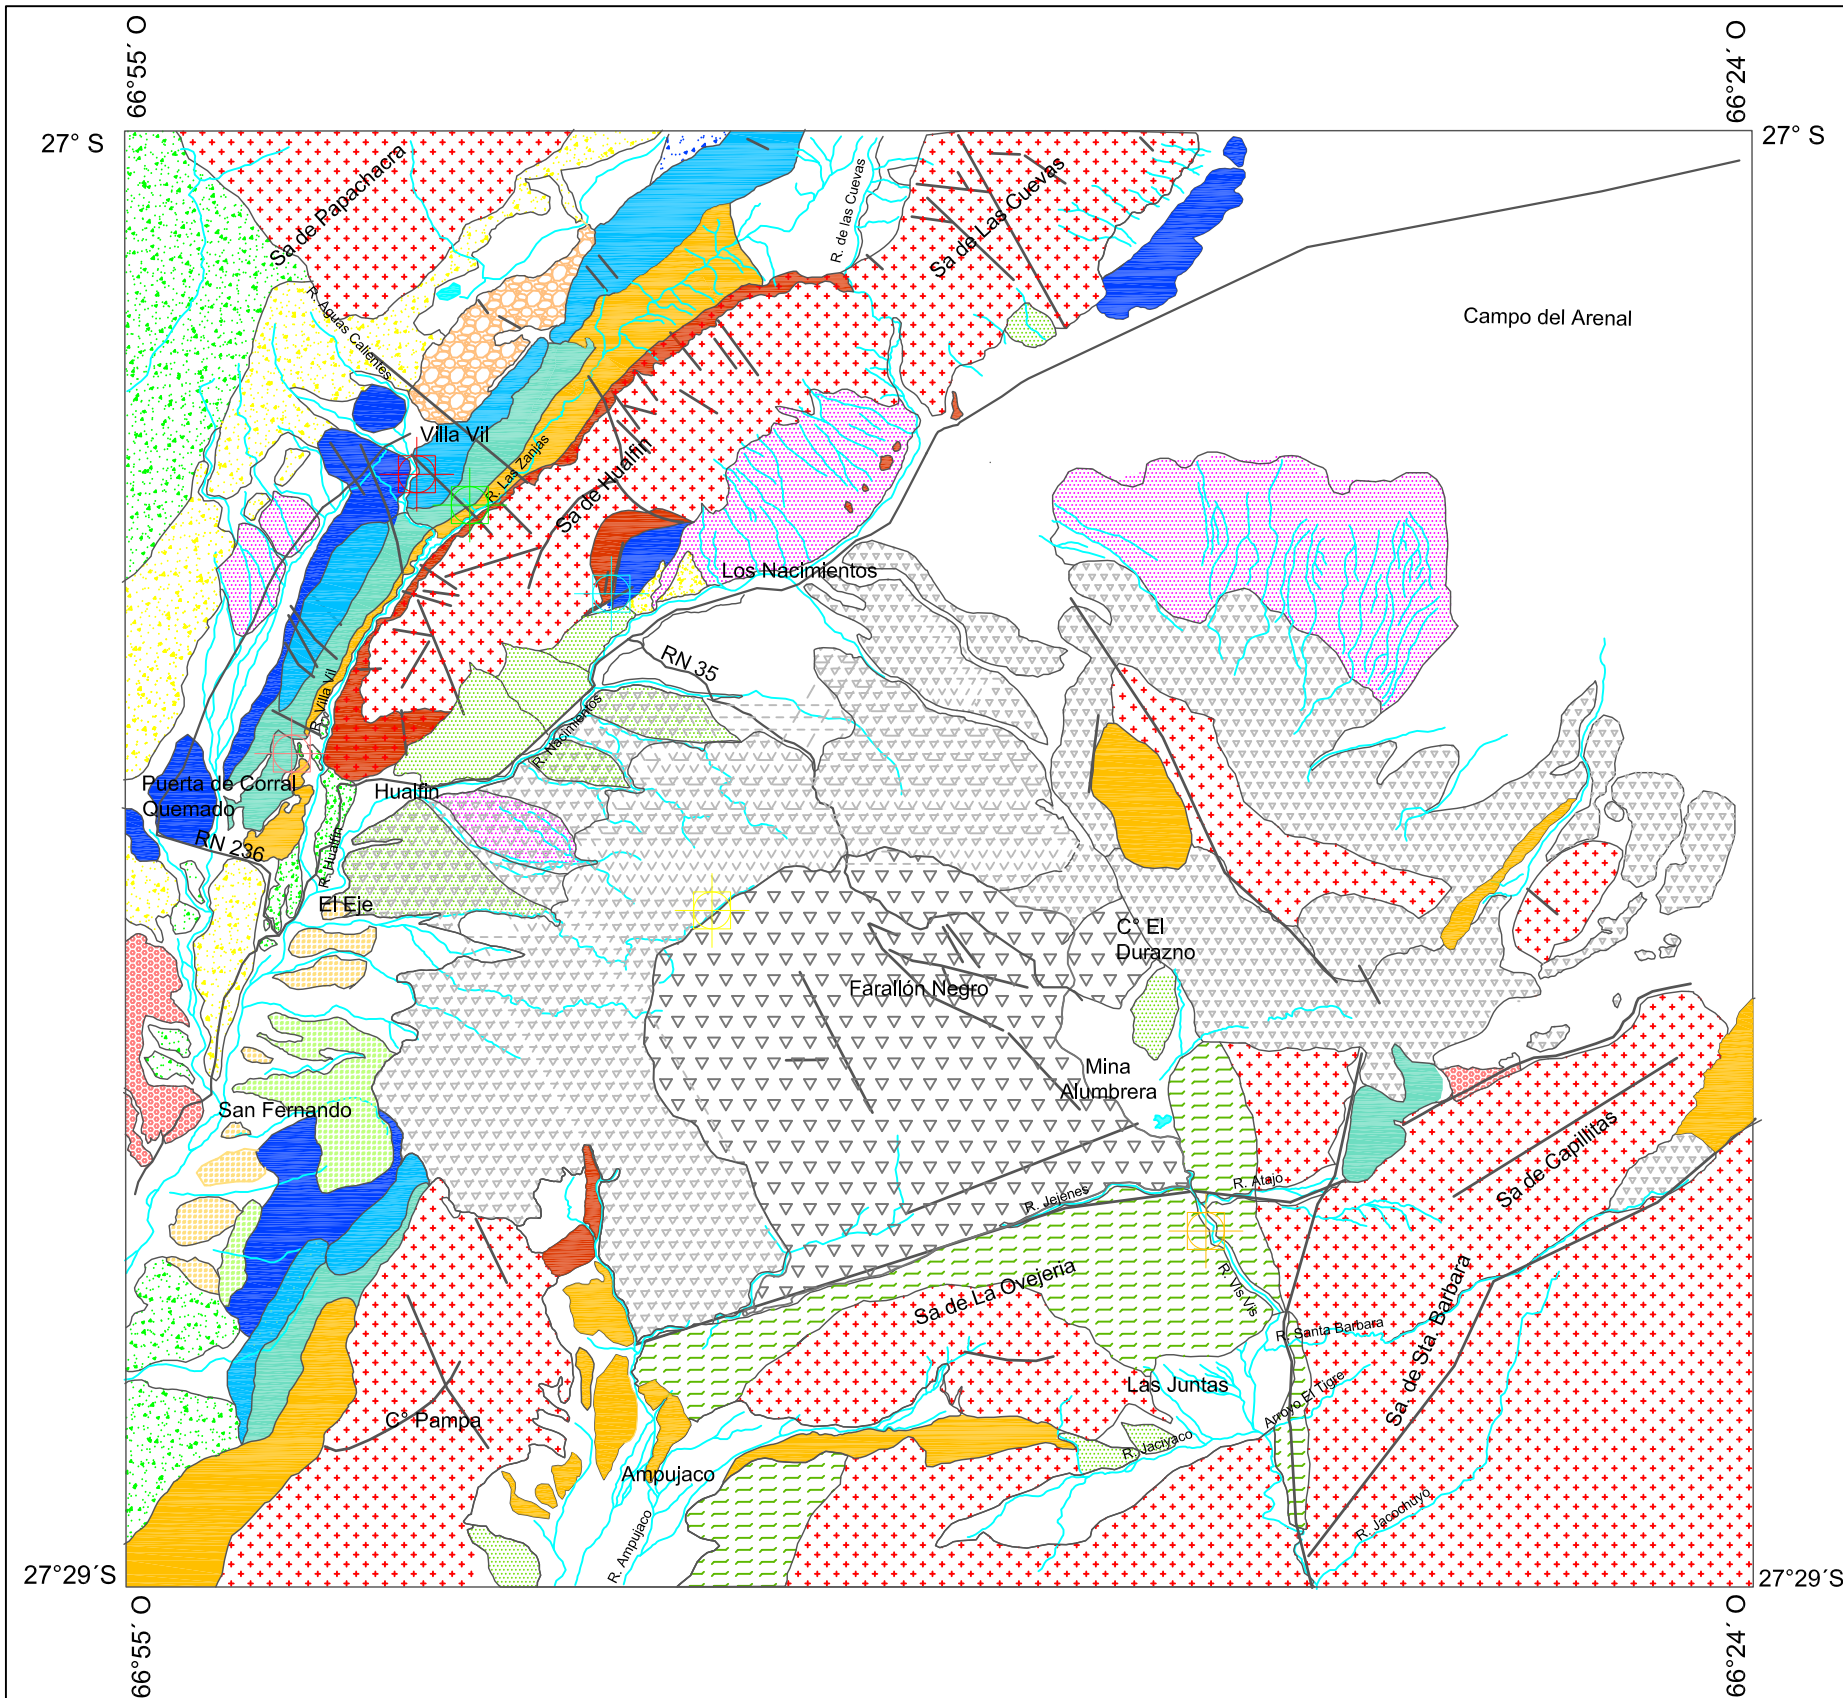 66°55´ O
66°24´ O
27° S
27° S
Sa de Papachacra
R. de las Cuevas
Sa de Las Cuevas
R. Aguas Calientes
Campo del Arenal
Villa Vil
R. Las Zanjas
Sa de Hualfin
Los Nacimientos
RN 35
R. Villa Vil
R. Nacimientos
Puerta de Corral
Quemado
Hualfin
RN 236
R. Hualfin
El Eje
C° El
Durazno
Farallón Negro
Mina
Alumbrera
San Fernando
Sa de Capillitas
R. Atajo
R. Jejenes
R. Vis Vis
Sa de La Ovejeria
R. Santa Barbara
Sa de Sta. Barbara
Las Juntas
Arroyo El Tigre
C° Pampa
R. Jaciyaco
Ampujaco
R. Ampujaco
R. Jacochuyo
27°29´S
27°29´S
66°55´ O
66°24´ O